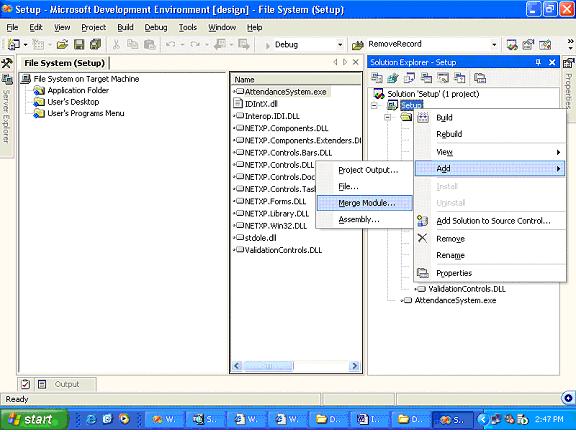 Setup - Microsoft Development Environment [design] - File System (Setup)
File Edit View Project Build Debug Tools Window Help
Debug RemoveRecord
File System (Setup)
File System on Target Machine
Application Folder
User's Desktop
User's Programs Menu
Name
AttendanceSystem.exe
IDIntX.dll
Interop.IDI.DLL
NETXP.Components.DLL
NETXP.Components.Extenders.D
NETXP.Controls.Bars.DLL
NETXP.Controls.DLL
NETXP.Controls.Doc
NETXP.Controls.Task
NETXP.Forms.DLL
NETXP.Library.DLL
NETXP.Win32.DLL
stdole.dll
ValidationControls.DLL
Project Output...
File...
Merge Module...
Assembly...
Solution Explorer - Setup
Solution 'Setup' (1 project)
Setup
Build
Rebuild
View
Add
Install
Uninstall
Add Solution to Source Control...
Remove
Rename
Properties
ValidationControls.DLL
AttendanceSystem.exe
Server Explorer
Properties
Output
Ready
start
W... S... W... W... D... I... D... S...
2:47 PM